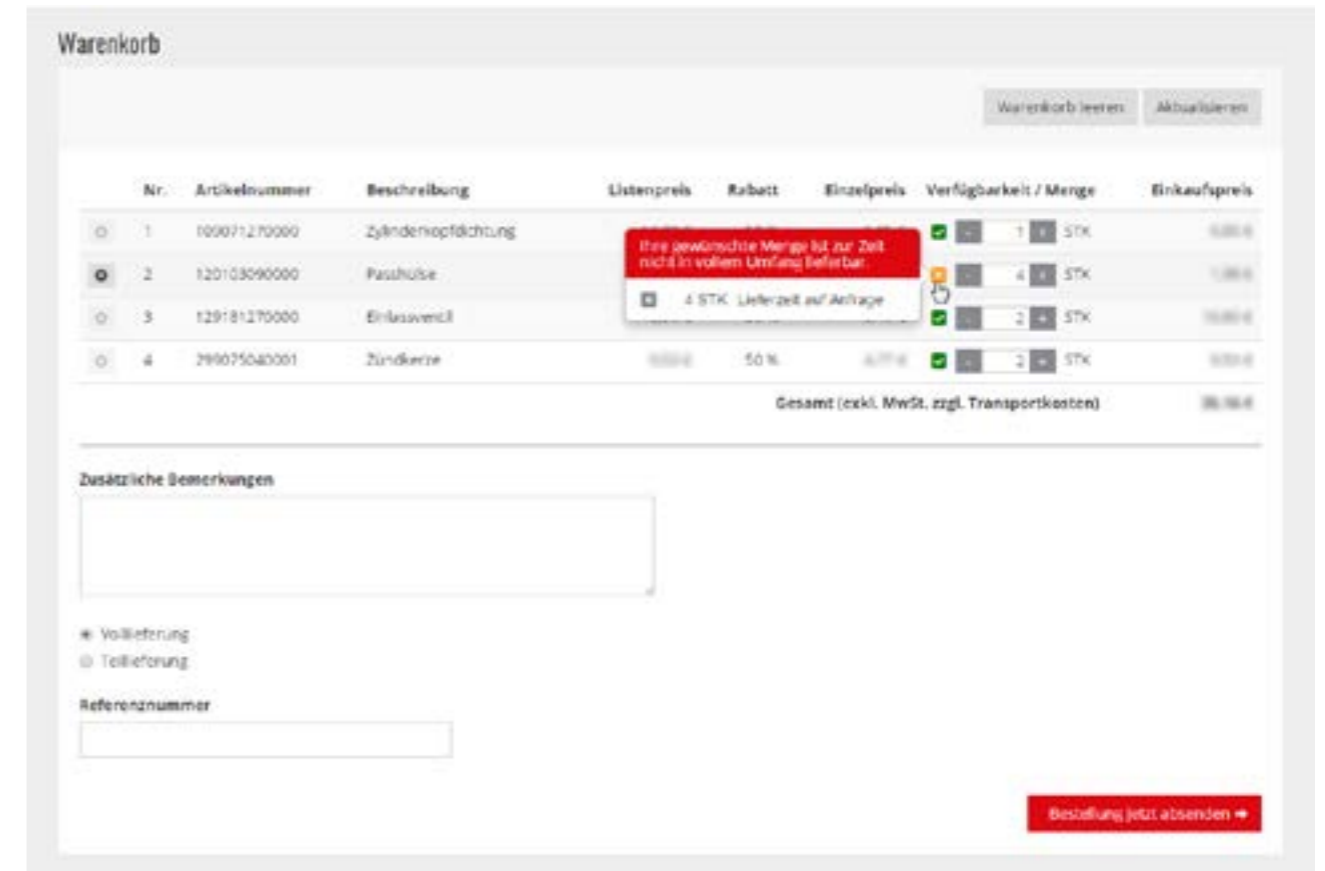 Warenkorb
Warenkorb leeren Aktualisieren
Nr. Artikelnummer Beschreibung Listenpreis Rabatt Einzelpreis Verfügbarkeit / Menge Einkaufspreis
1 109071270000 Zylinderkopfdichtung - 1 + STK
Ihre gewünschte Menge ist zur Zeit
nicht in vollem Umfang lieferbar.
2 120103090000 Passhülse - 4 + STK
4 STK Lieferzeit auf Anfrage
3 129181270000 Einlassventil - 2 + STK
4 299075040001 Zündkerze 50 % - 2 + STK
Gesamt (exkl. MwSt. zzgl. Transportkosten)
Zusätzliche Bemerkungen
Volllieferung
Teillieferung
Referenznummer
Bestellung jetzt absenden ➜